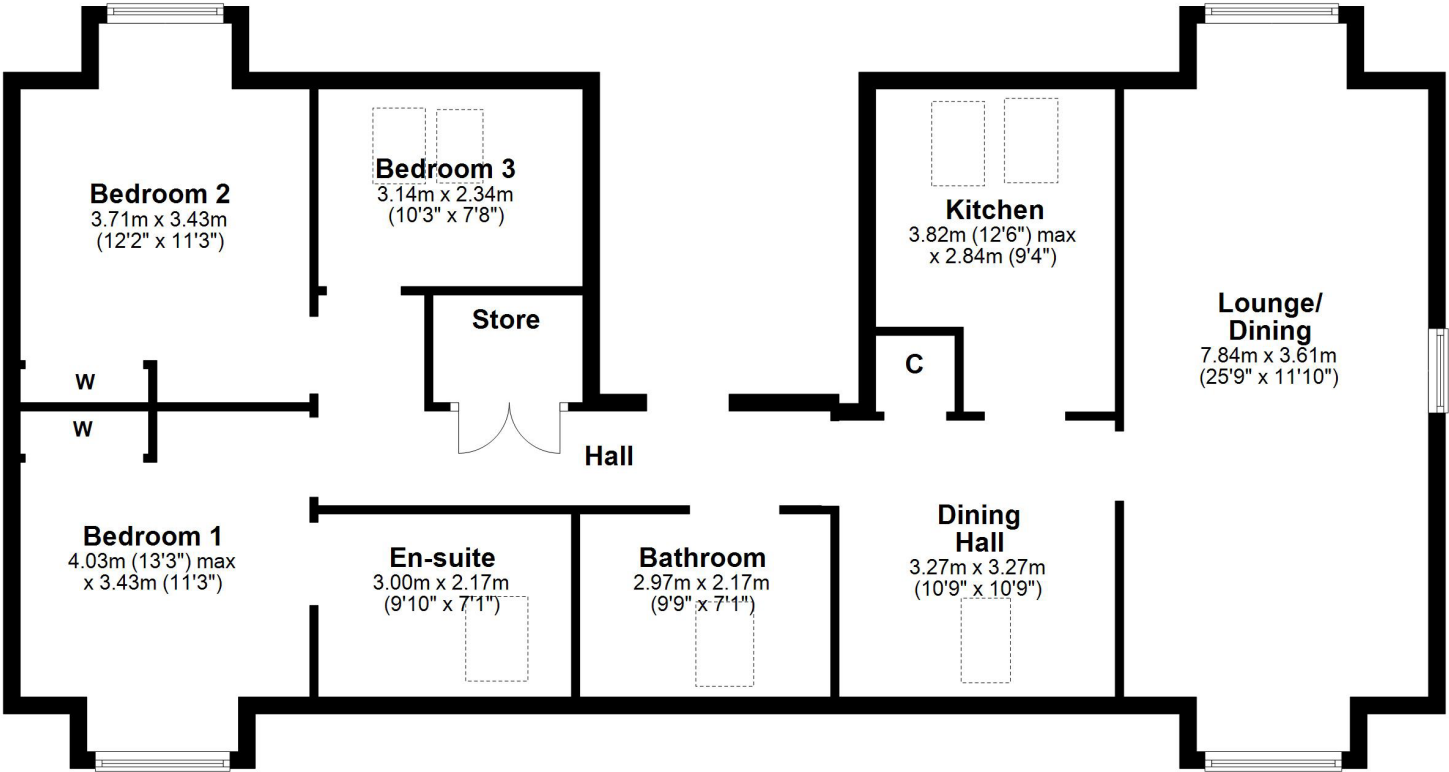 Bedroom 2
3.71m x 3.43m
(12'2" x 11'3")
Bedroom 3
3.14m x 2.34m
(10'3" x 7'8")
Kitchen
3.82m (12'6") max
x 2.84m (9'4")
Lounge/
Dining
7.84m x 3.61m
(25'9" x 11'10")
Store
C
W
W
Hall
Bedroom 1
4.03m (13'3") max
x 3.43m (11'3")
En-suite
3.00m x 2.17m
(9'10" x 7'1")
Bathroom
2.97m x 2.17m
(9'9" x 7'1")
Dining
Hall
3.27m x 3.27m
(10'9" x 10'9")